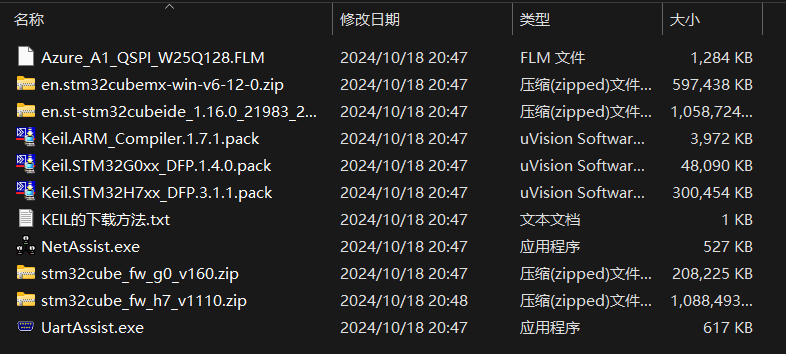 名称 修改日期 类型 大小
Azure_A1_QSPI_W25Q128.FLM 2024/10/18 20:47 FLM 文件 1,284 KB
en.stm32cubemx-win-v6-12-0.zip 2024/10/18 20:47 压缩(zipped)文件... 597,438 KB
en.st-stm32cubeide_1.16.0_21983_2... 2024/10/18 20:47 压缩(zipped)文件... 1,058,724...
Keil.ARM_Compiler.1.7.1.pack 2024/10/18 20:47 uVision Softwar... 3,972 KB
Keil.STM32G0xx_DFP.1.4.0.pack 2024/10/18 20:47 uVision Softwar... 48,090 KB
Keil.STM32H7xx_DFP.3.1.1.pack 2024/10/18 20:47 uVision Softwar... 300,454 KB
KEIL的下载方法.txt 2024/10/18 20:47 文本文档 1 KB
NetAssist.exe 2024/10/18 20:47 应用程序 527 KB
stm32cube_fw_g0_v160.zip 2024/10/18 20:47 压缩(zipped)文件... 208,225 KB
stm32cube_fw_h7_v1110.zip 2024/10/18 20:48 压缩(zipped)文件... 1,088,493...
UartAssist.exe 2024/10/18 20:47 应用程序 617 KB